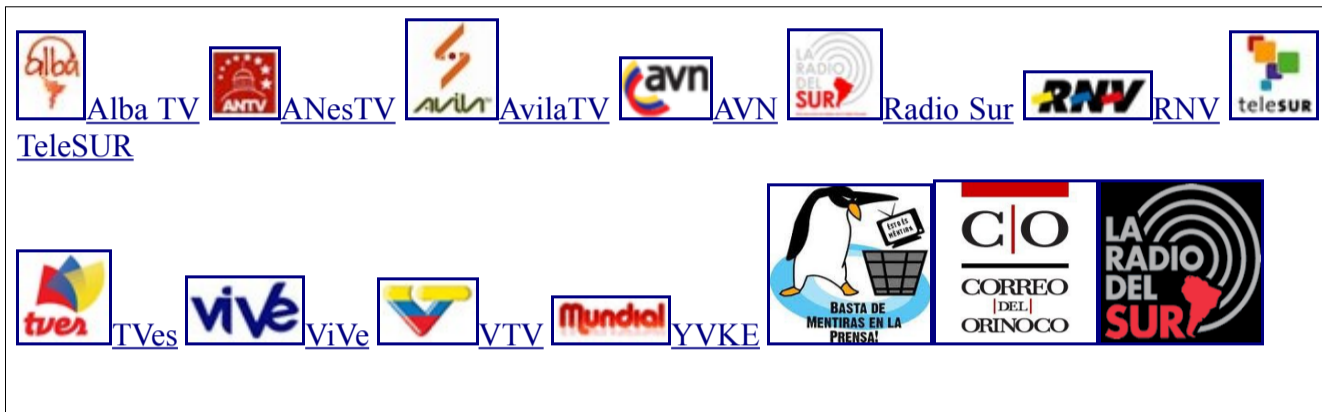 alba Alba TV ANTV ANesTV avila AvilaTV avn AVN LA RADIO DEL SUR Radio Sur RNV RNV teleSUR
TeleSUR
tves TVes viVe ViVe VTV Mundial YVKE
ESTO ES MENTIRA
BASTA DE
MENTIRAS EN LA
PRENSA!
C|O
CORREO
|DEL|
ORINOCO
LA
RADIO
DEL
SUR